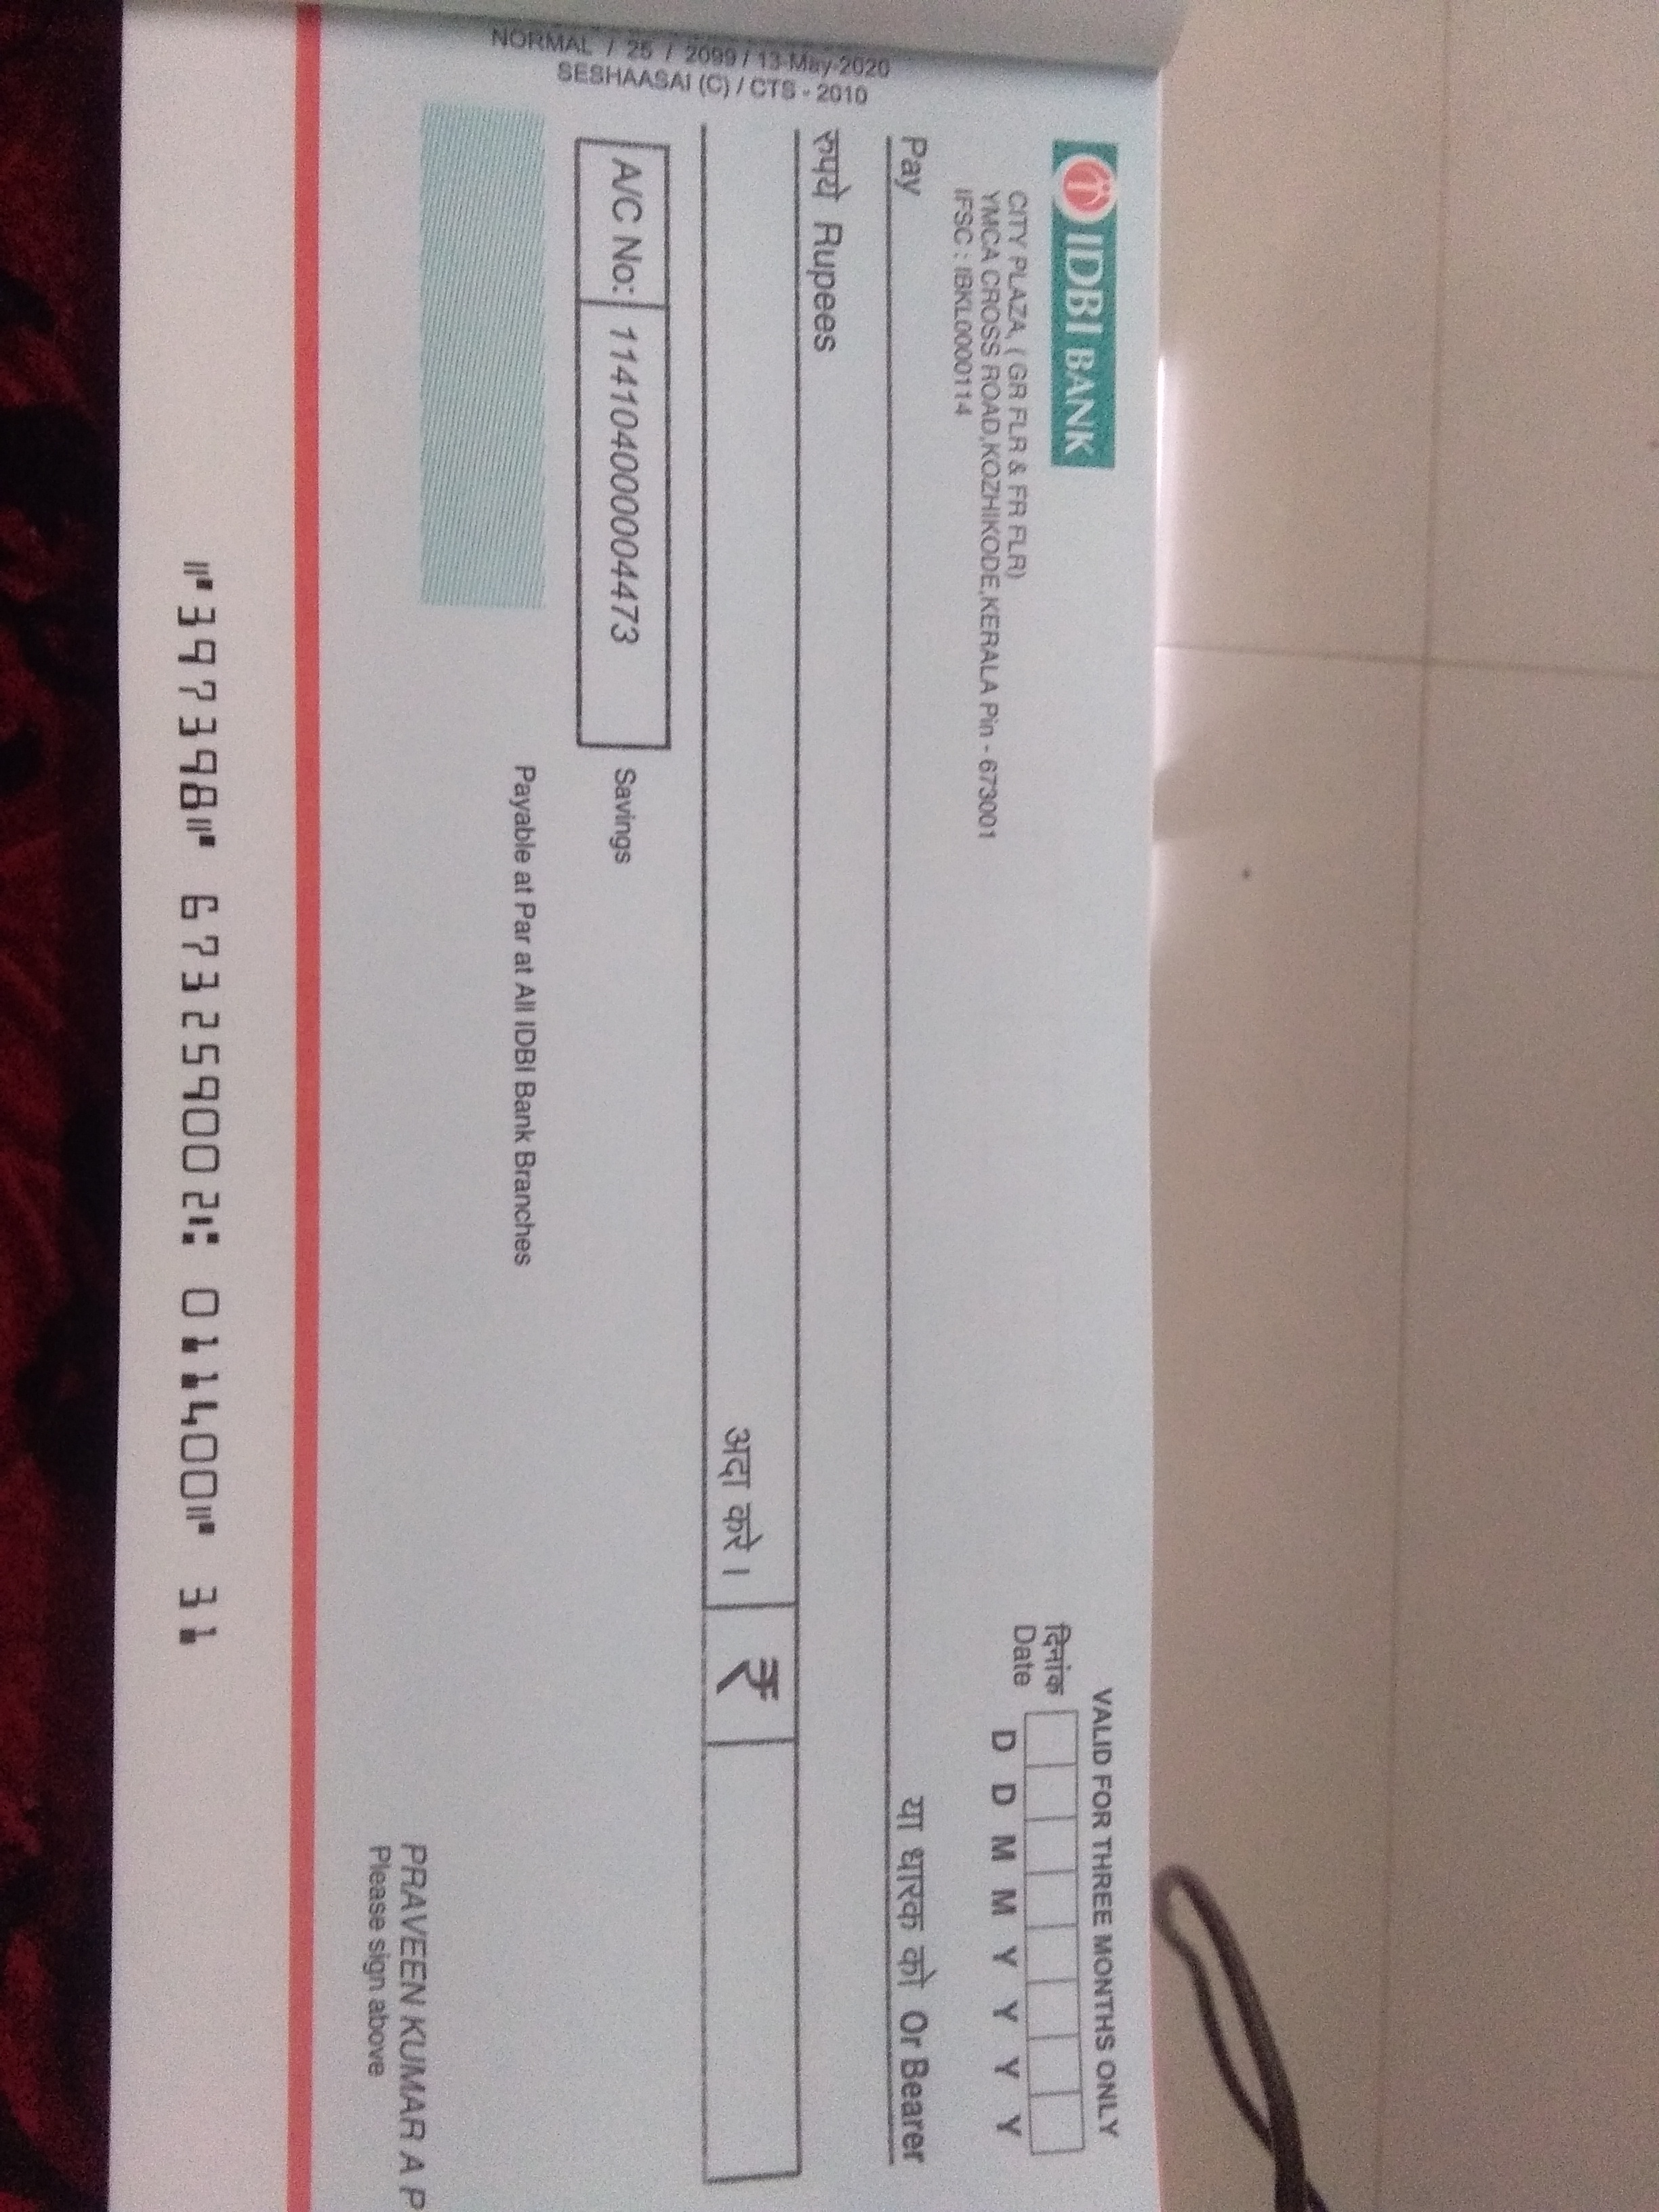 NORMAL / 25 / 2099 / 13-May-2020
SESHAASAI (C) / CTS - 2010
IDBI BANK
CITY PLAZA, ( GR FLR & FR FLR)
YMCA CROSS ROAD,KOZHIKODE,KERALA Pin - 673001
IFSC : IBKL0000114
VALID FOR THREE MONTHS ONLY
दिनांक
Date
D D M M Y Y Y Y
Pay
या धारक को Or Bearer
रुपये Rupees
अदा करे।
₹
A/C No: 114104000004473
Savings
Payable at Par at All IDBI Bank Branches
PRAVEEN KUMAR A P
Please sign above
⑈397398⑈ 673259002⑆ 011400⑈ 31